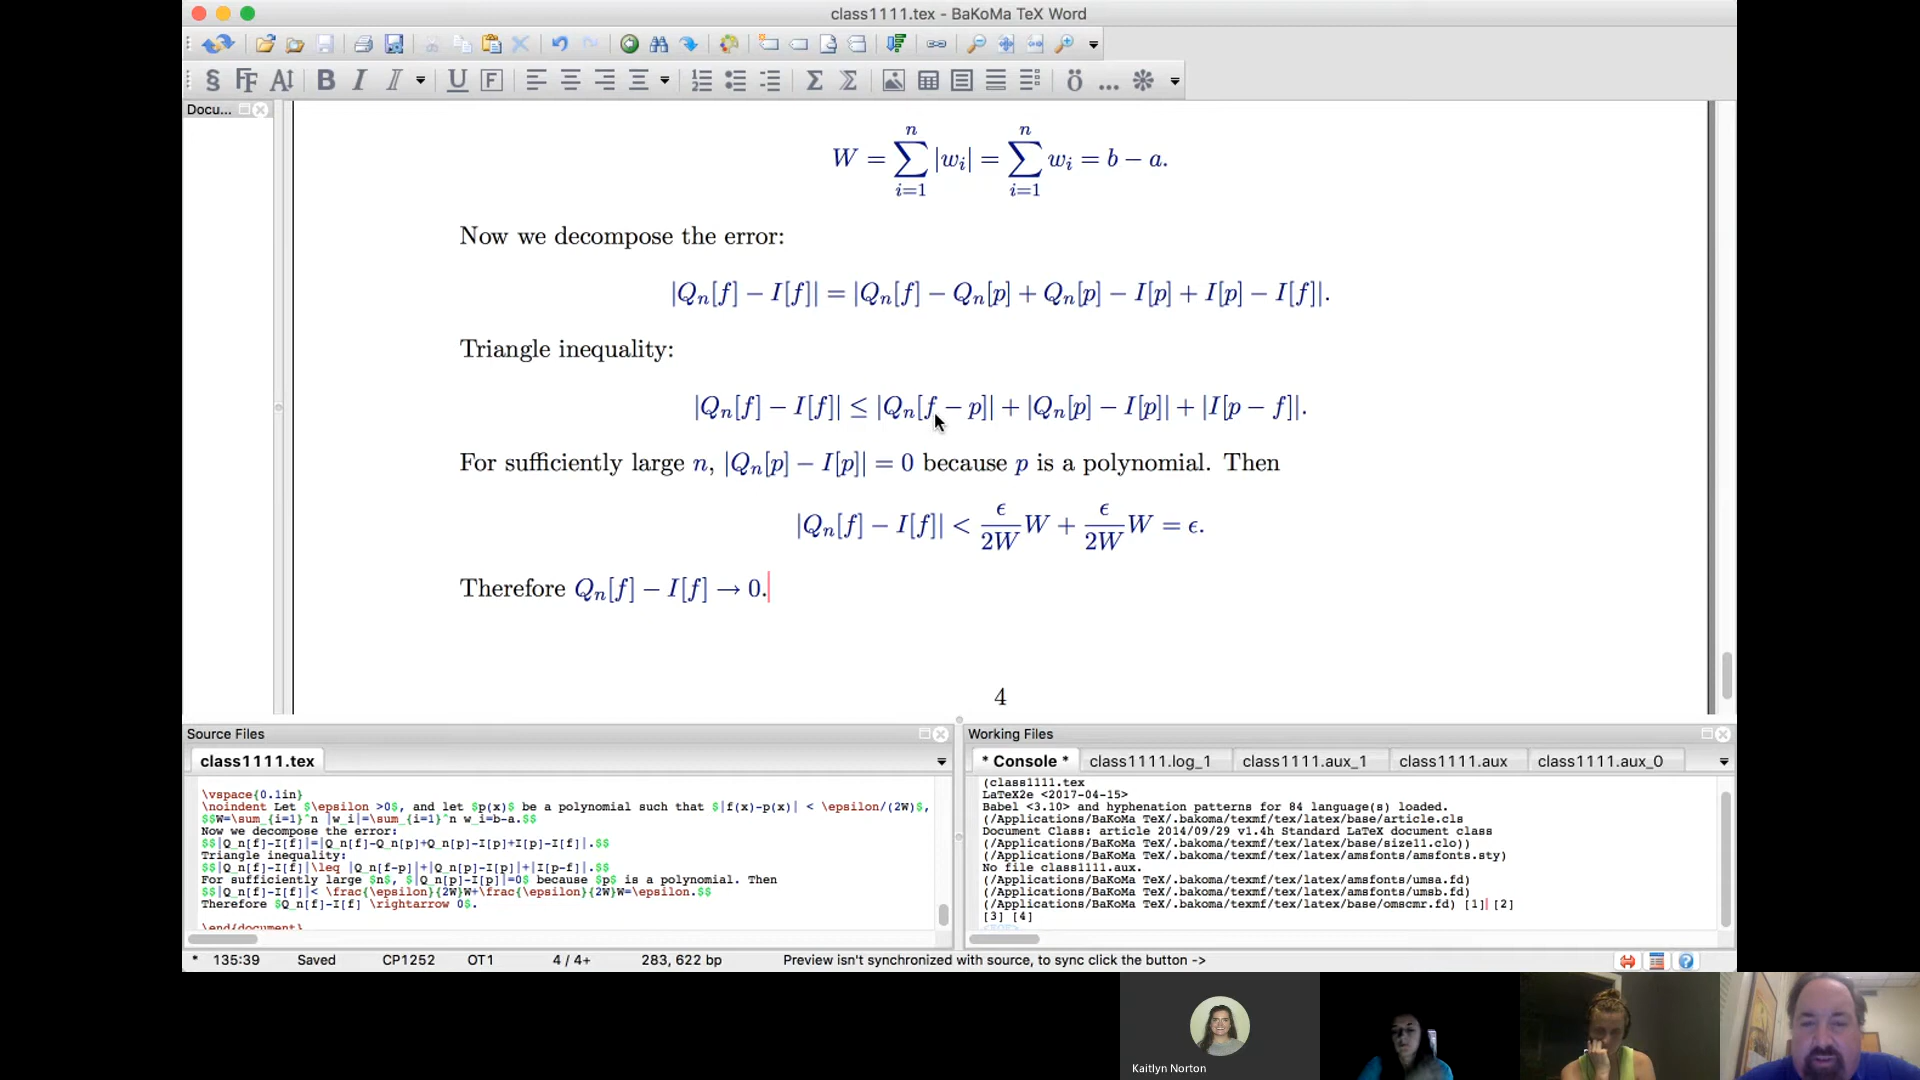 class1111.tex - BaKoMa TeX Word
Docu...
W = \sum_{i=1}^{n} |w_i| = \sum_{i=1}^{n} w_i = b − a.
Now we decompose the error:
|Q_n[f] − I[f]| = |Q_n[f] − Q_n[p] + Q_n[p] − I[p] + I[p] − I[f]|.
Triangle inequality:
|Q_n[f] − I[f]| ≤ |Q_n[f − p]| + |Q_n[p] − I[p]| + |I[p − f]|.
For sufficiently large n, |Q_n[p] − I[p]| = 0 because p is a polynomial. Then
|Q_n[f] − I[f]| < \frac{ϵ}{2W}W + \frac{ϵ}{2W}W = ϵ.
Therefore Q_n[f] − I[f] → 0.
4
Source Files
class1111.tex
\vspace{0.1in}
\noindent Let $\epsilon >0$, and let $p(x)$ be a polynomial such that $|f(x)-p(x)| < \epsilon/(2W)$,
$$W=\sum_{i=1}^n |w_i|=\sum_{i=1}^n w_i=b-a.$$
Now we decompose the error:
$$|Q_n[f]-I[f]|=|Q_n[f]-Q_n[p]+Q_n[p]-I[p]+I[p]-I[f]|.$$
Triangle inequality:
$$|Q_n[f]-I[f]|\leq |Q_n[f-p]|+|Q_n[p]-I[p]|+|I[p-f]|.$$
For sufficiently large $n$, $|Q_n[p]-I[p]|=0$ because $p$ is a polynomial. Then
$$|Q_n[f]-I[f]|< \frac{\epsilon}{2W}W+\frac{\epsilon}{2W}W=\epsilon.$$
Therefore $Q_n[f]-I[f] \rightarrow 0$.
\end{document}
Working Files
* Console *
class1111.log_1
class1111.aux_1
class1111.aux
class1111.aux_0
(class1111.tex
LaTeX2e <2017-04-15>
Babel <3.10> and hyphenation patterns for 84 language(s) loaded.
(/Applications/BaKoMa TeX/.bakoma/texmf/tex/latex/base/article.cls
Document Class: article 2014/09/29 v1.4h Standard LaTeX document class
(/Applications/BaKoMa TeX/.bakoma/texmf/tex/latex/base/size11.clo))
(/Applications/BaKoMa TeX/.bakoma/texmf/tex/latex/amsfonts/amsfonts.sty)
No file class1111.aux.
(/Applications/BaKoMa TeX/.bakoma/texmf/tex/latex/amsfonts/umsa.fd)
(/Applications/BaKoMa TeX/.bakoma/texmf/tex/latex/amsfonts/umsb.fd)
(/Applications/BaKoMa TeX/.bakoma/texmf/tex/latex/base/omscmr.fd) [1] [2]
[3] [4]
* 135:39 Saved CP1252 OT1 4 / 4+ 283, 622 bp Preview isn't synchronized with source, to sync click the button ->
Kaitlyn Norton